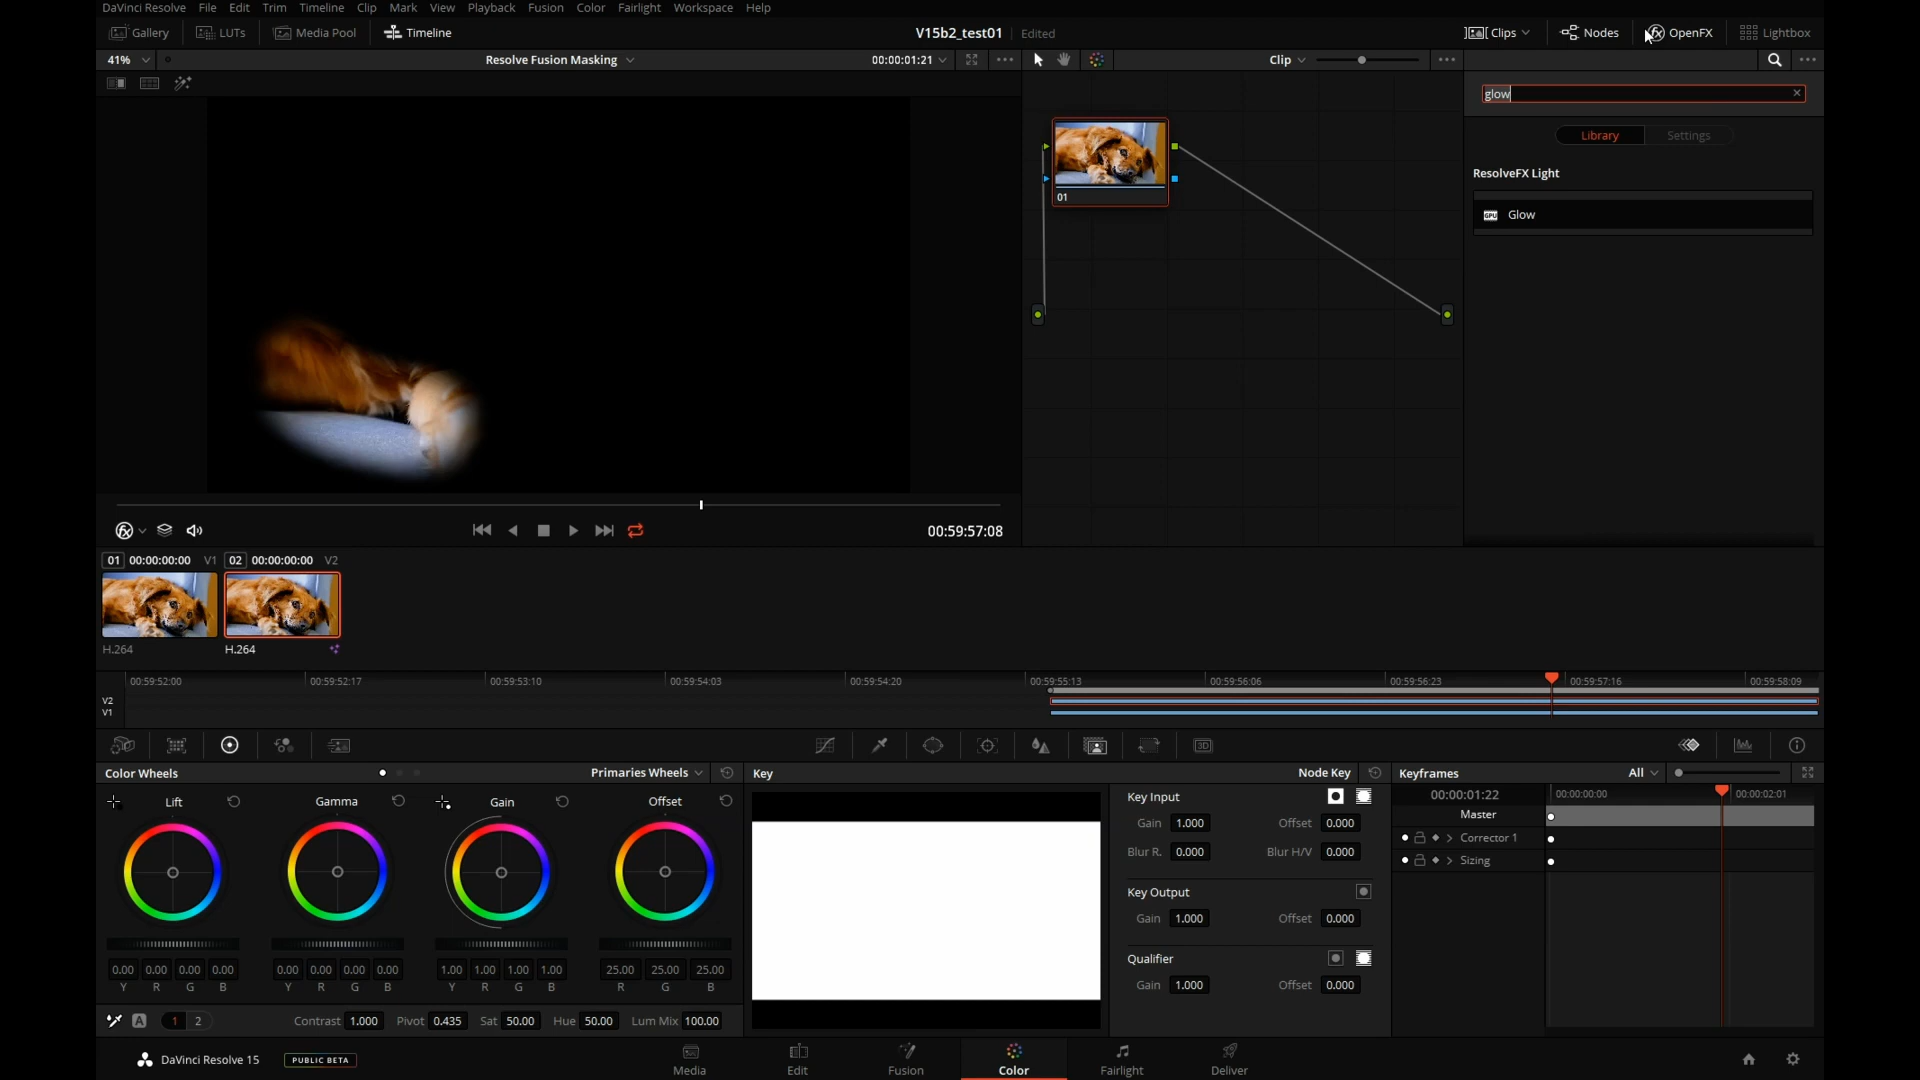 DaVinci Resolve File Edit Trim Timeline Clip Mark View Playback Fusion Color Fairlight Workspace Help
Gallery LUTs Media Pool Timeline V15b2_test01 Edited Clips Nodes OpenFX Lightbox
41% Resolve Fusion Masking 00:00:01:21 Clip
glow
Library Settings
ResolveFX Light
GPU Glow
01
00:59:57:08
01 00:00:00:00 V1 02 00:00:00:00 V2
H.264 H.264
00:59:52:00 00:59:52:17 00:59:53:10 00:59:54:03 00:59:54:20 00:59:55:13 00:59:56:06 00:59:56:23 00:59:57:16 00:59:58:09
V2
V1
3D
Color Wheels Primaries Wheels Key Node Key Keyframes All
Lift Gamma Gain Offset
Key Input
Gain 1.000 Offset 0.000
Blur R. 0.000 Blur H/V 0.000
Key Output
Gain 1.000 Offset 0.000
Qualifier
Gain 1.000 Offset 0.000
00:00:01:22 00:00:00:00 00:00:02:01
Master
Corrector 1
Sizing
0.00 0.00 0.00 0.00 0.00 0.00 0.00 0.00 1.00 1.00 1.00 1.00 25.00 25.00 25.00
Y R G B Y R G B Y R G B R G B
A 1 2 Contrast 1.000 Pivot 0.435 Sat 50.00 Hue 50.00 Lum Mix 100.00
DaVinci Resolve 15 PUBLIC BETA Media Edit Fusion Color Fairlight Deliver